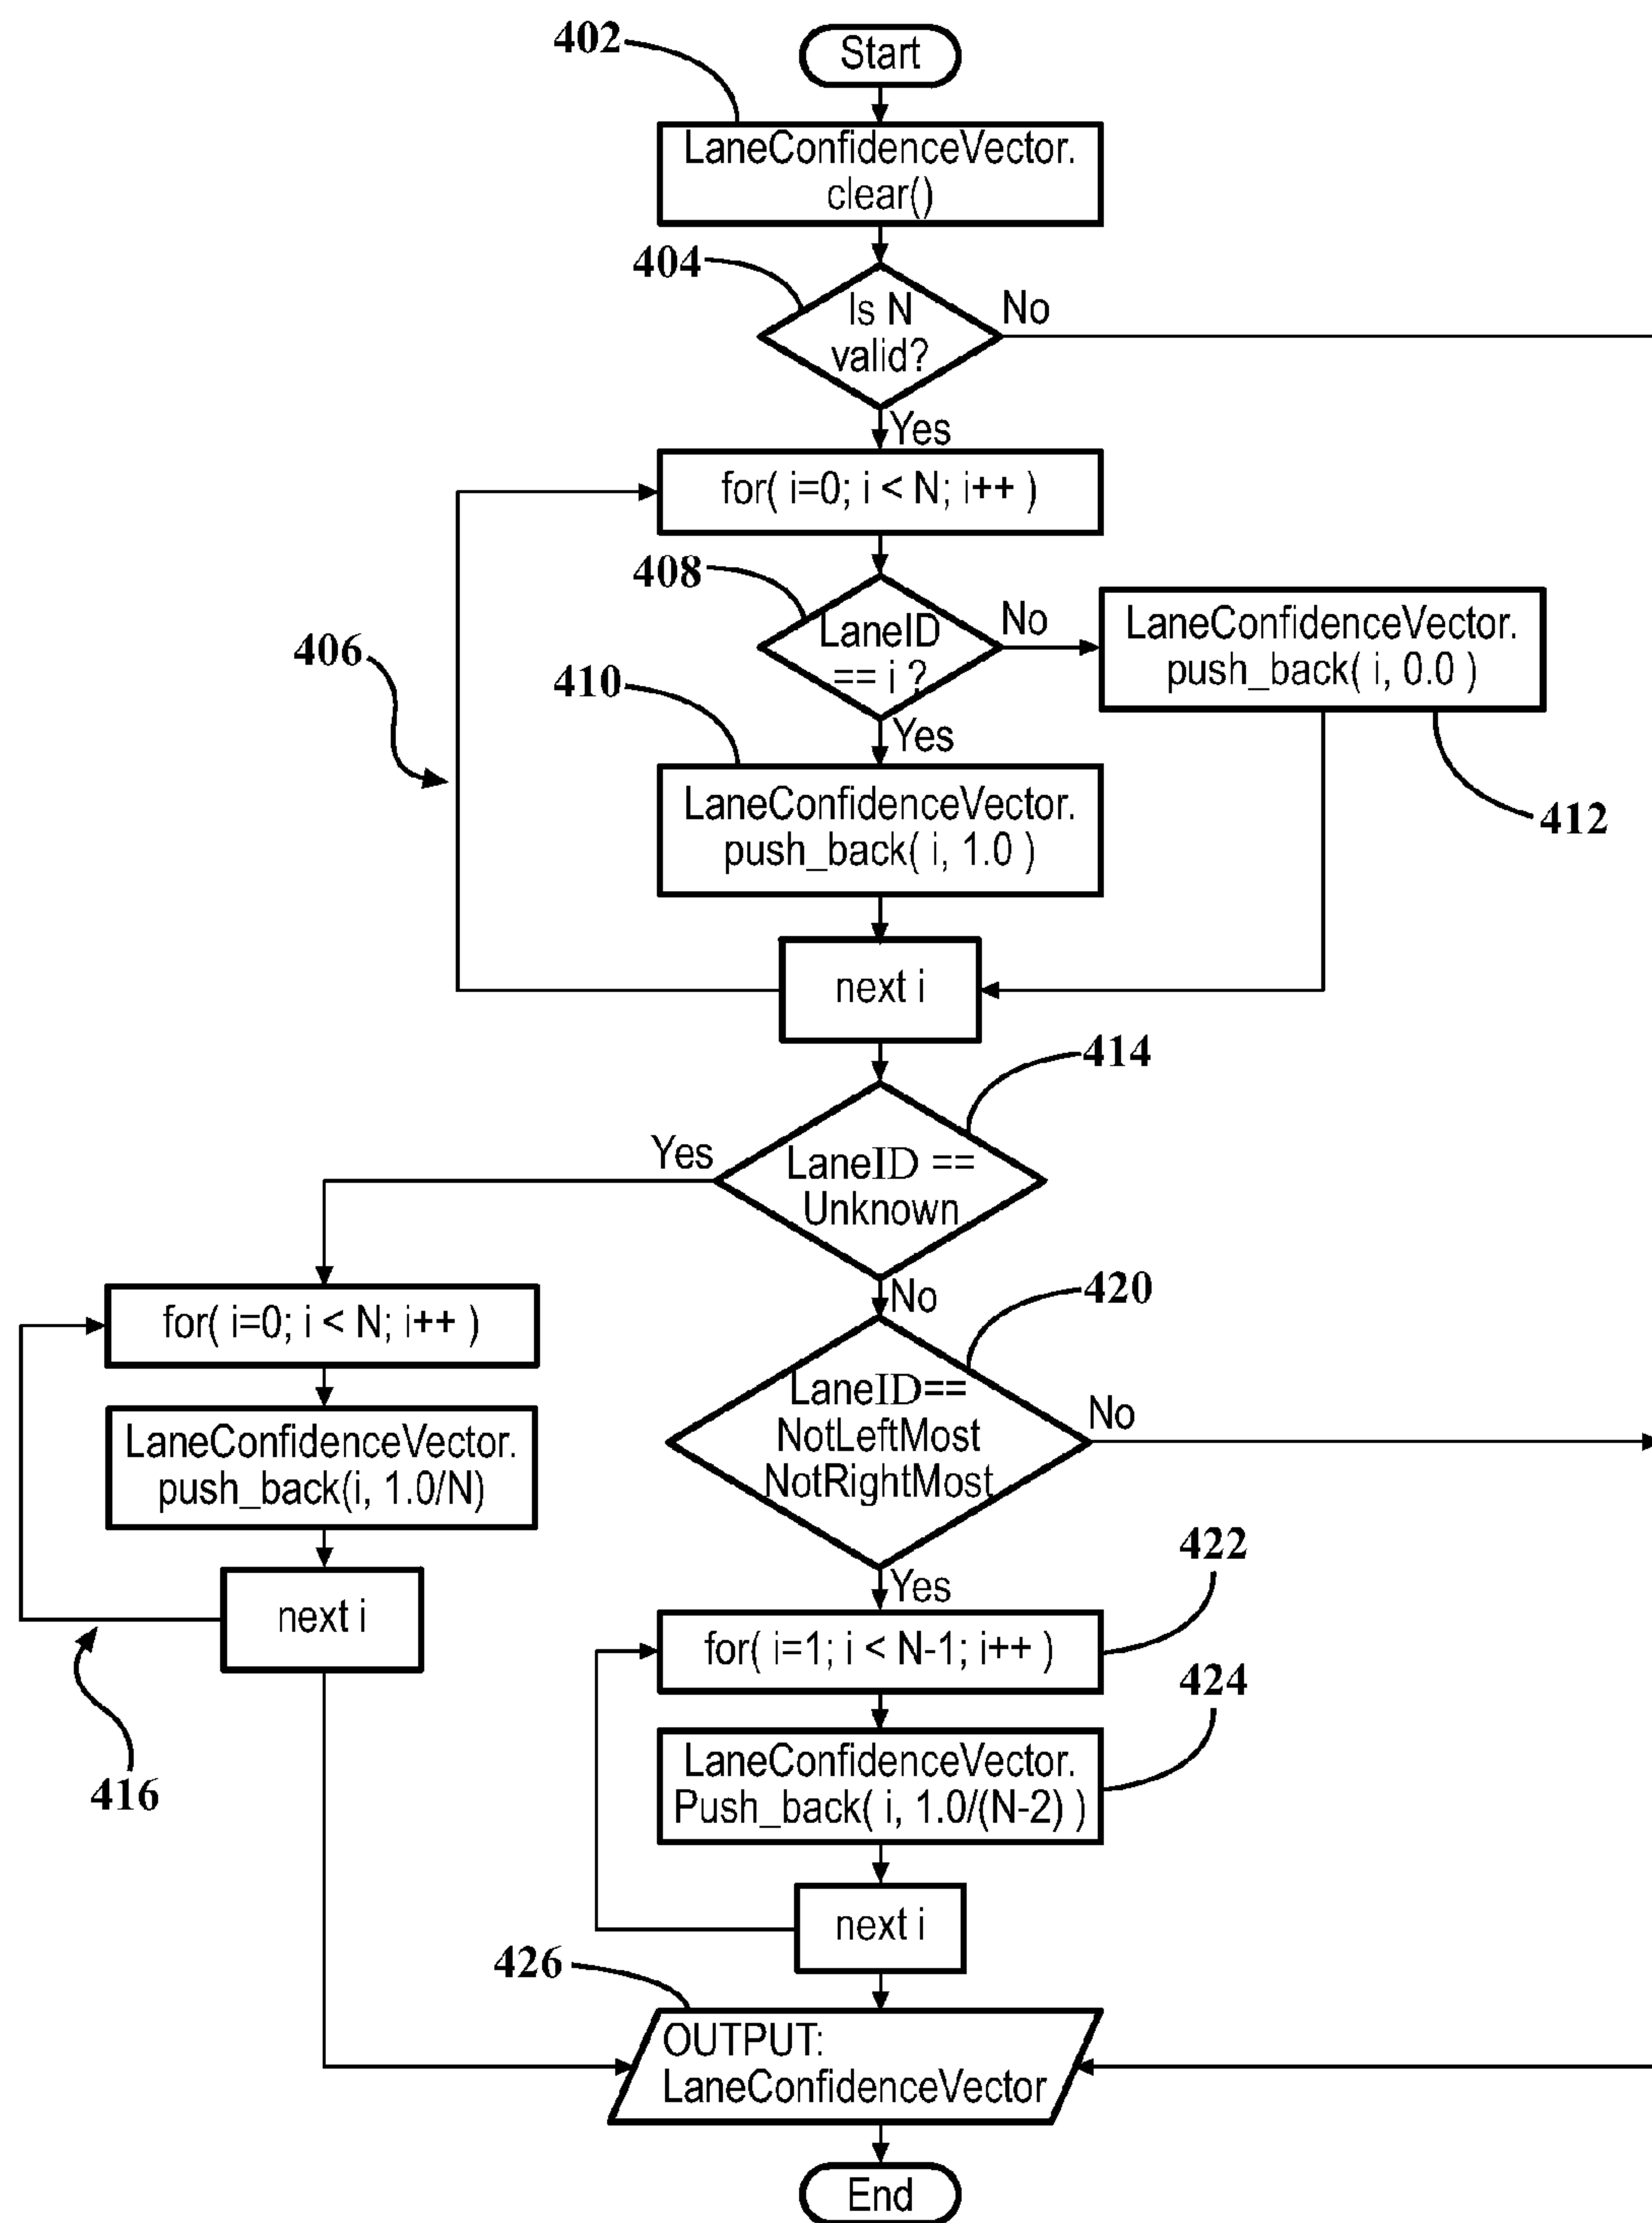 402
Start
LaneConfidenceVector.
clear()
404
Is N
valid?
No
Yes
for( i=0; i < N; i++ )
408
LaneID
== i ?
No
LaneConfidenceVector.
push_back( i, 0.0 )
406
410
Yes
412
LaneConfidenceVector.
push_back( i, 1.0 )
next i
414
Yes
LaneID ==
Unknown
No
420
for( i=0; i < N; i++ )
LaneID==
NotLeftMost
NotRightMost
No
LaneConfidenceVector.
push_back(i, 1.0/N)
next i
416
Yes
422
for( i=1; i < N-1; i++ )
424
LaneConfidenceVector.
Push_back( i, 1.0/(N-2) )
next i
426
OUTPUT:
LaneConfidenceVector
End